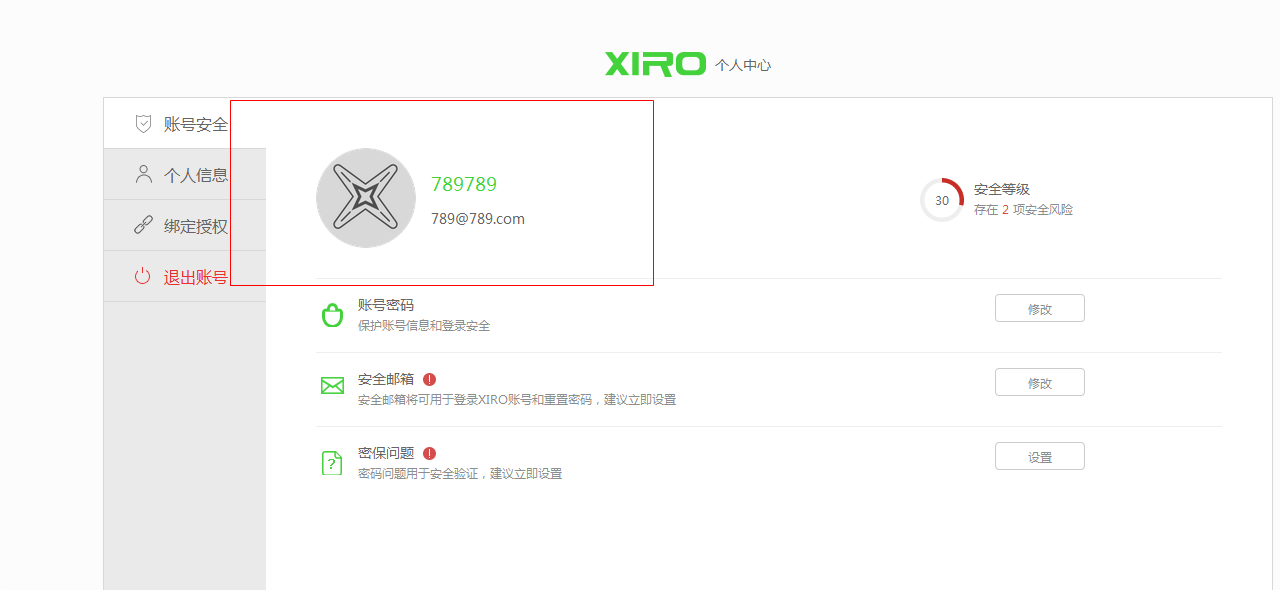 XIRO 个人中心
账号安全
个人信息
绑定授权
退出账号
789789
789@789.com
30
安全等级
存在 2 项安全风险
账号密码
保护账号信息和登录安全
修改
安全邮箱 !
安全邮箱将可用于登录XIRO账号和重置密码，建议立即设置
修改
?
密保问题 !
密码问题用于安全验证，建议立即设置
设置